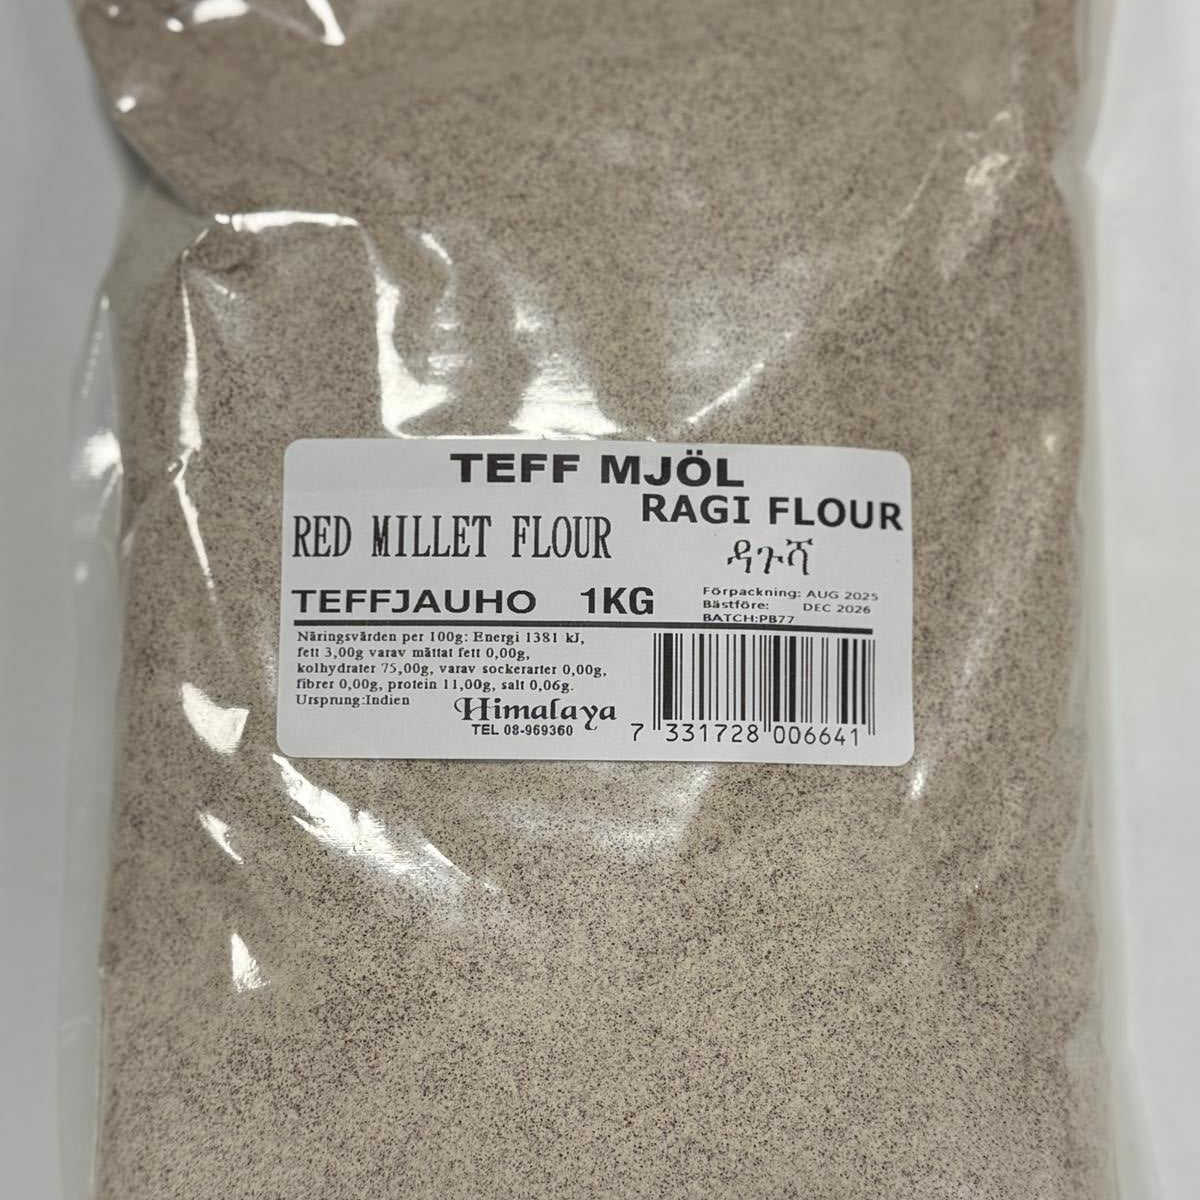 TEFF MJÖL
RAGI FLOUR
RED MILLET FLOUR
ዳጉሻ
TEFFJAUHO 1KG
Förpackning: AUG 2025
Bästföre: DEC 2026
BATCH:PB77
Näringsvärden per 100g: Energi 1381 kJ,
fett 3,00g varav mättat fett 0,00g,
kolhydrater 75,00g, varav sockerarter 0,00g,
fibrer 0,00g, protein 11,00g, salt 0,06g.
Ursprung:Indien
Himalaya
TEL 08-969360
7 331728 006641